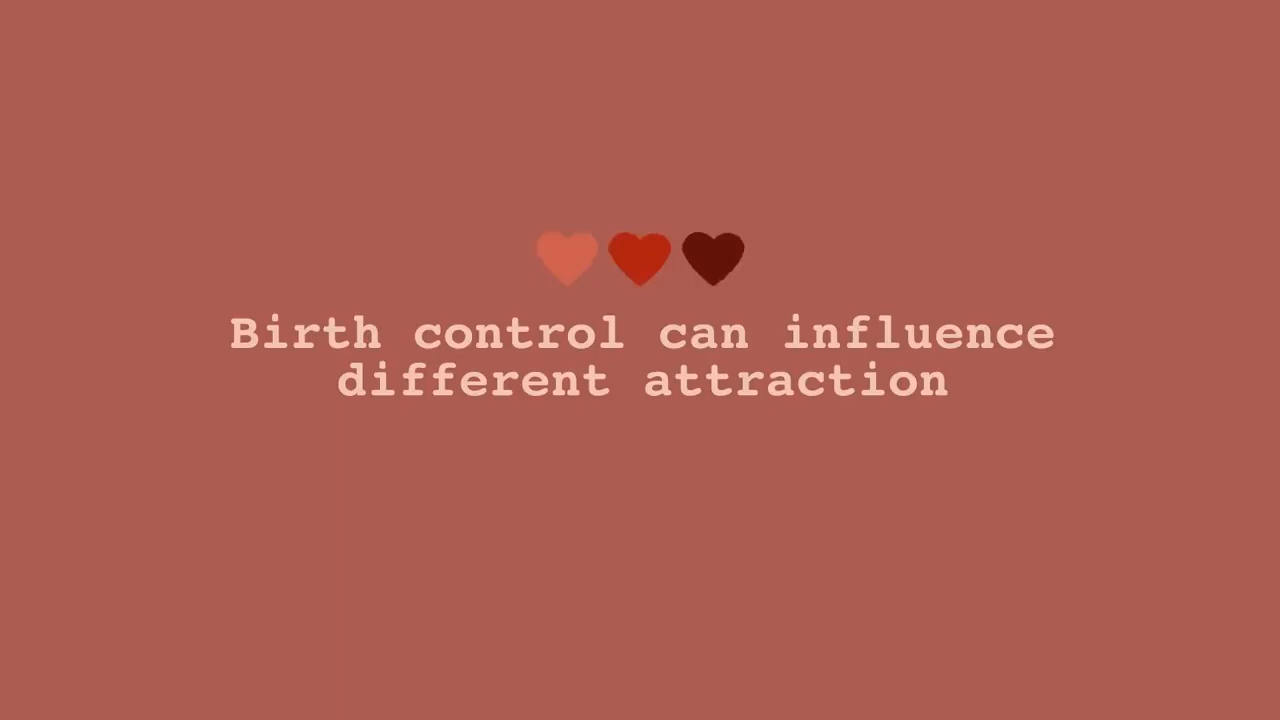 Birth control can influence
different attraction